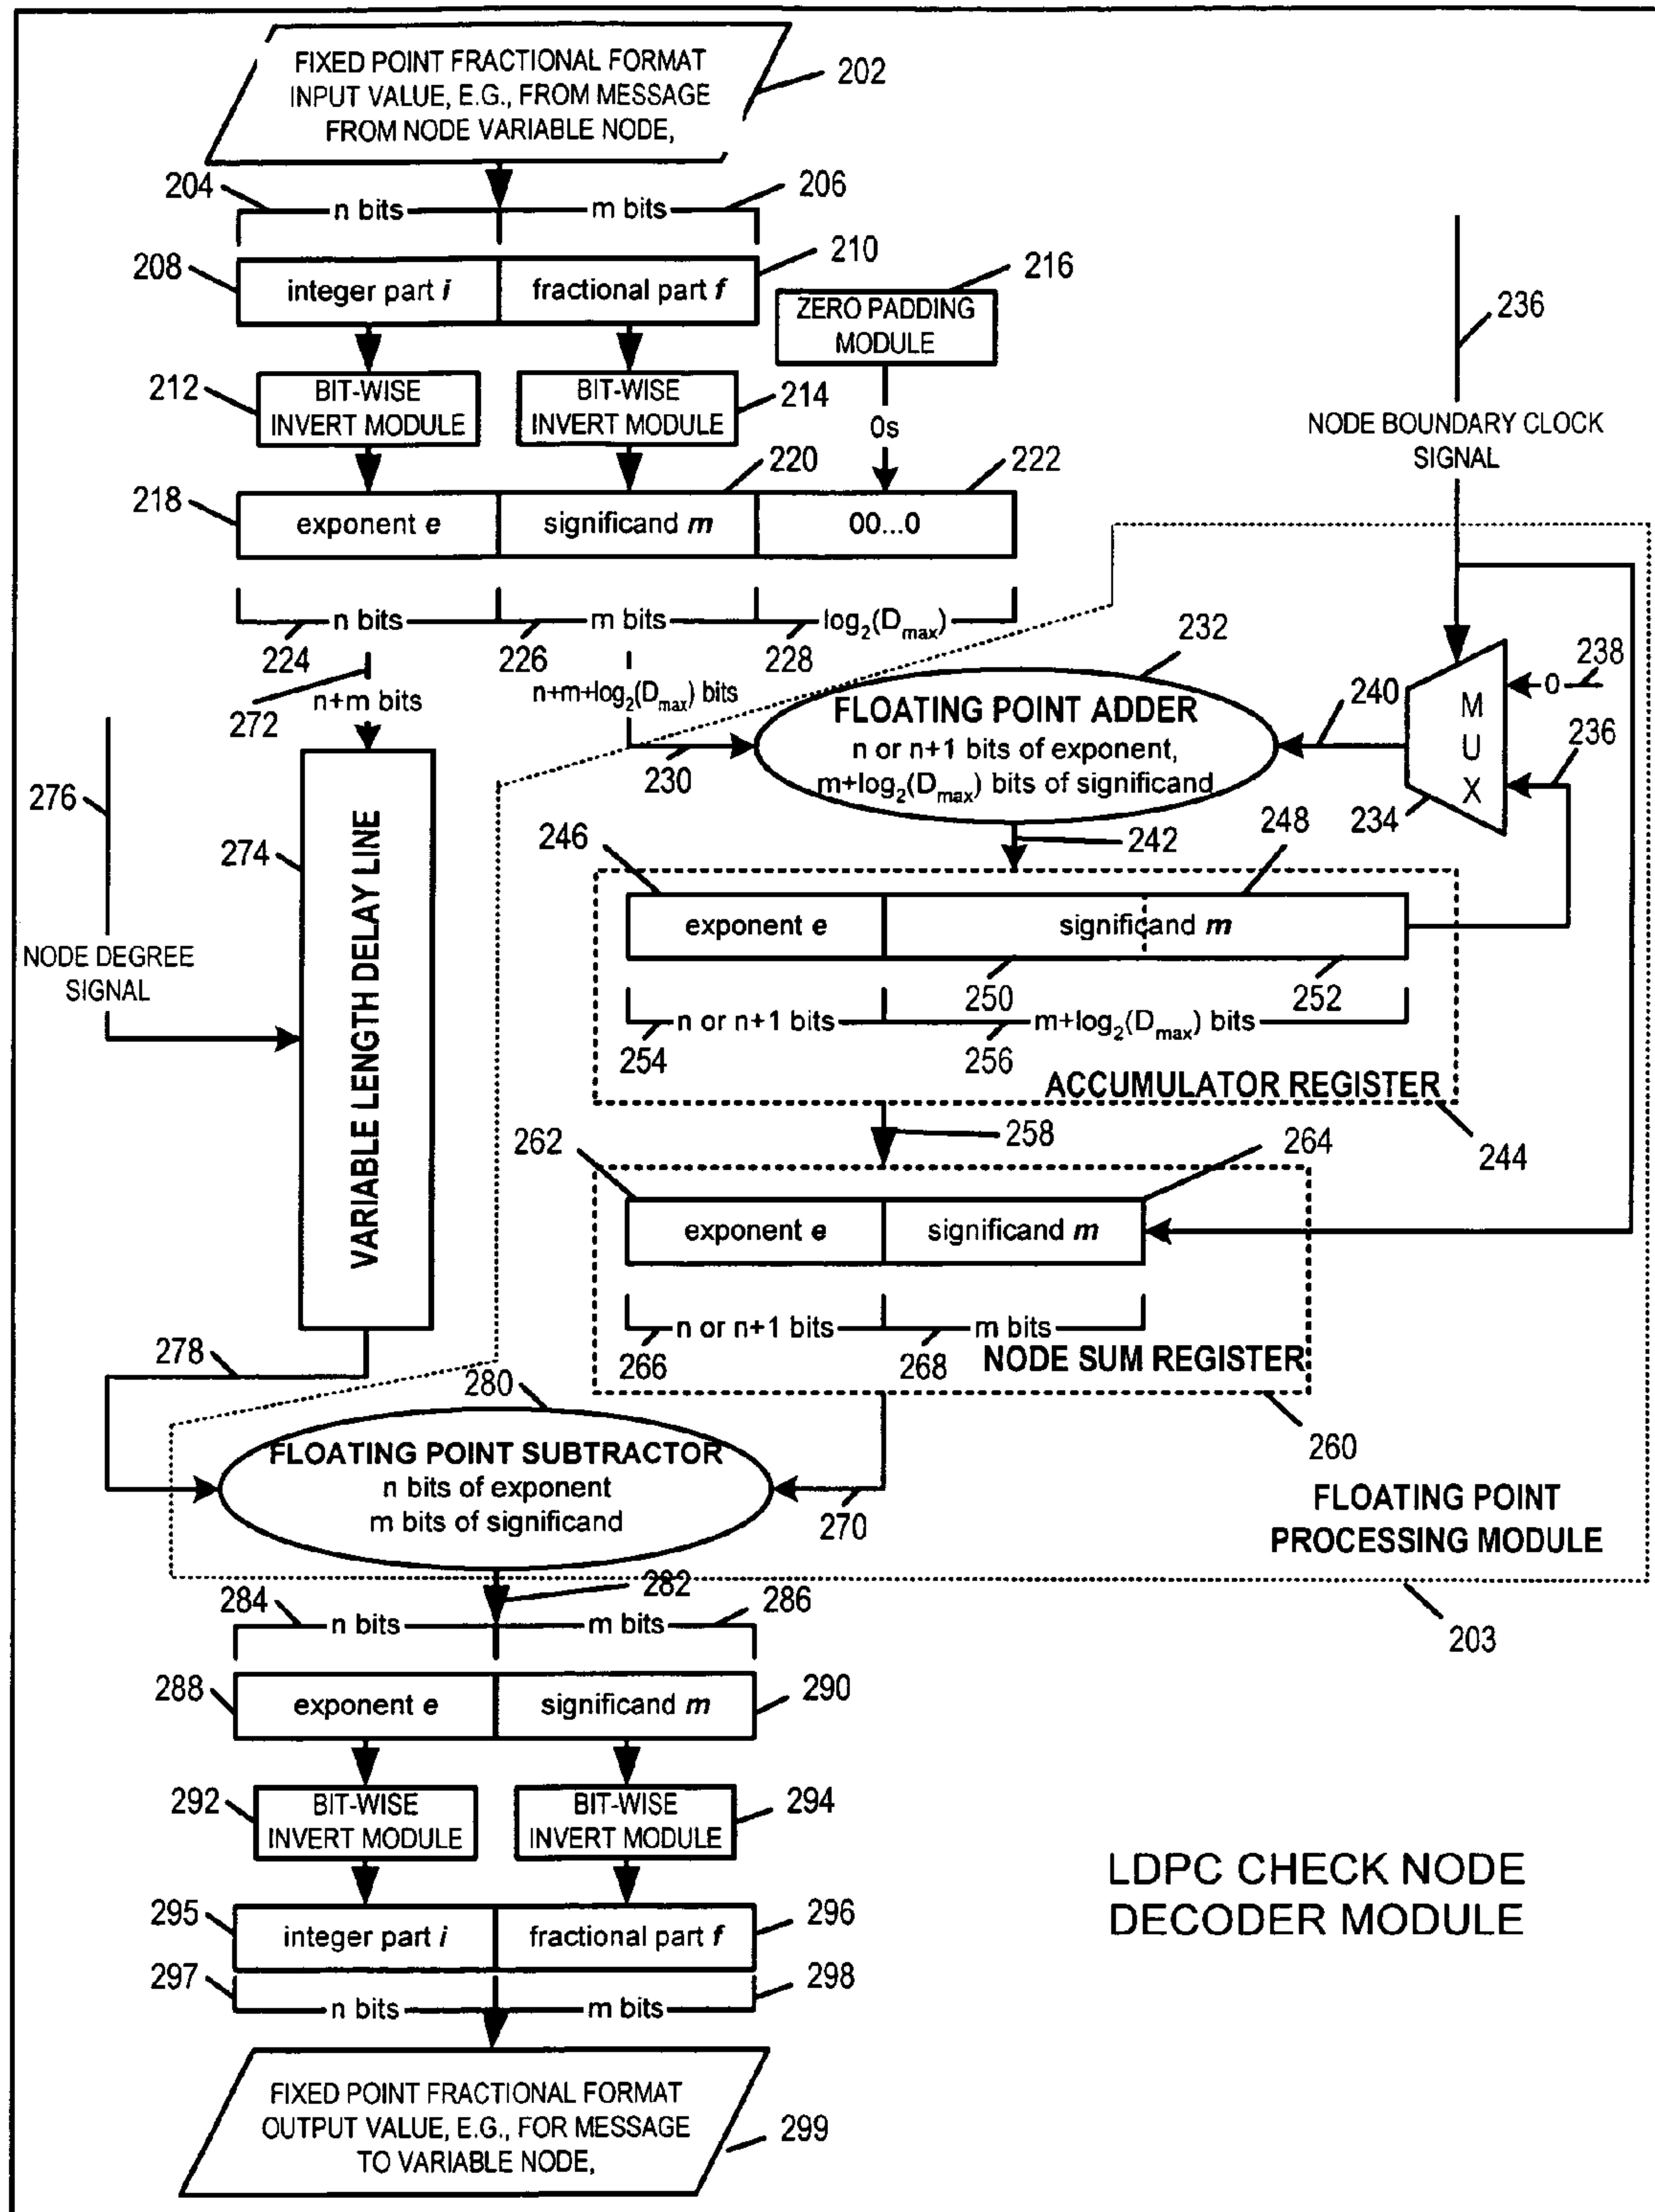 FIXED POINT FRACTIONAL FORMAT
INPUT VALUE, E.G., FROM MESSAGE
FROM NODE VARIABLE NODE,
202
204
n bits
m bits
206
208
integer part i
fractional part f
210
216
ZERO PADDING
MODULE
236
212
BIT-WISE
INVERT MODULE
BIT-WISE
INVERT MODULE
214
0s
NODE BOUNDARY CLOCK
SIGNAL
220
222
218
exponent e
significand m
00...0
n bits
m bits
log2(Dmax)
224
226
228
232
272
n+m bits
n+m+log2(Dmax) bits
230
FLOATING POINT ADDER
n or n+1 bits of exponent,
m+log2(Dmax) bits of significand
240
M
U
X
0
238
236
234
276
274
VARIABLE LENGTH DELAY LINE
NODE DEGREE
SIGNAL
242
246
248
exponent e
significand m
250
252
n or n+1 bits
m+log2(Dmax) bits
254
256
ACCUMULATOR REGISTER
258
244
262
264
exponent e
significand m
n or n+1 bits
m bits
266
268
NODE SUM REGISTER
278
280
260
FLOATING POINT SUBTRACTOR
n bits of exponent
m bits of significand
270
FLOATING POINT
PROCESSING MODULE
282
284
n bits
m bits
286
203
288
exponent e
significand m
290
292
BIT-WISE
INVERT MODULE
BIT-WISE
INVERT MODULE
294
LDPC CHECK NODE
DECODER MODULE
295
integer part i
fractional part f
296
297
n bits
m bits
298
FIXED POINT FRACTIONAL FORMAT
OUTPUT VALUE, E.G., FOR MESSAGE
TO VARIABLE NODE,
299